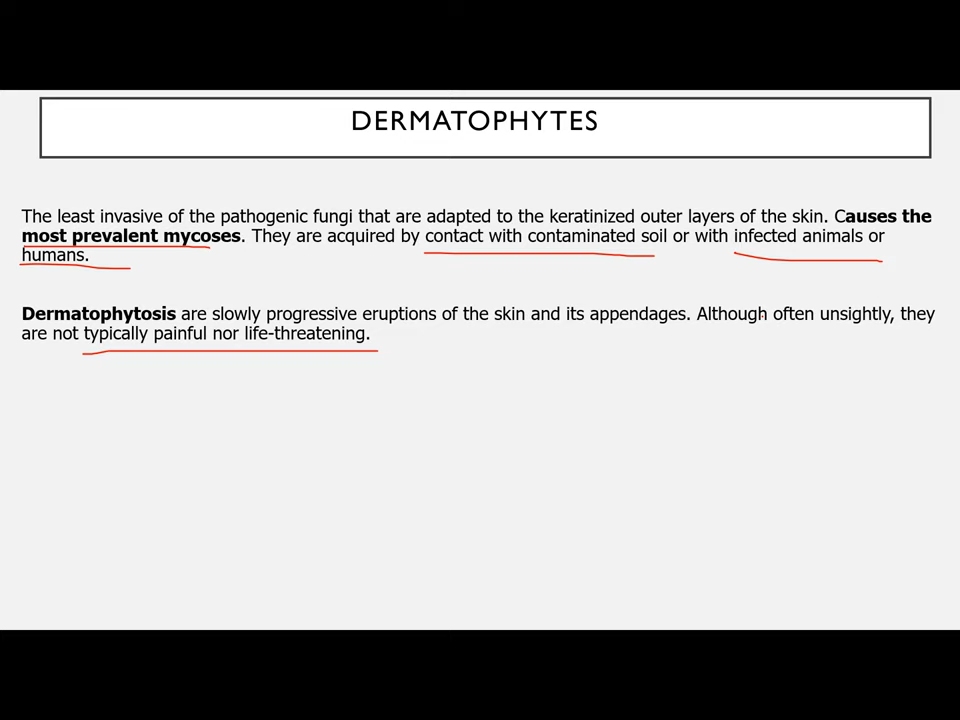 DERMATOPHYTES
The least invasive of the pathogenic fungi that are adapted to the keratinized outer layers of the skin. Causes the
most prevalent mycoses. They are acquired by contact with contaminated soil or with infected animals or
humans.
Dermatophytosis are slowly progressive eruptions of the skin and its appendages. Although often unsightly, they
are not typically painful nor life-threatening.